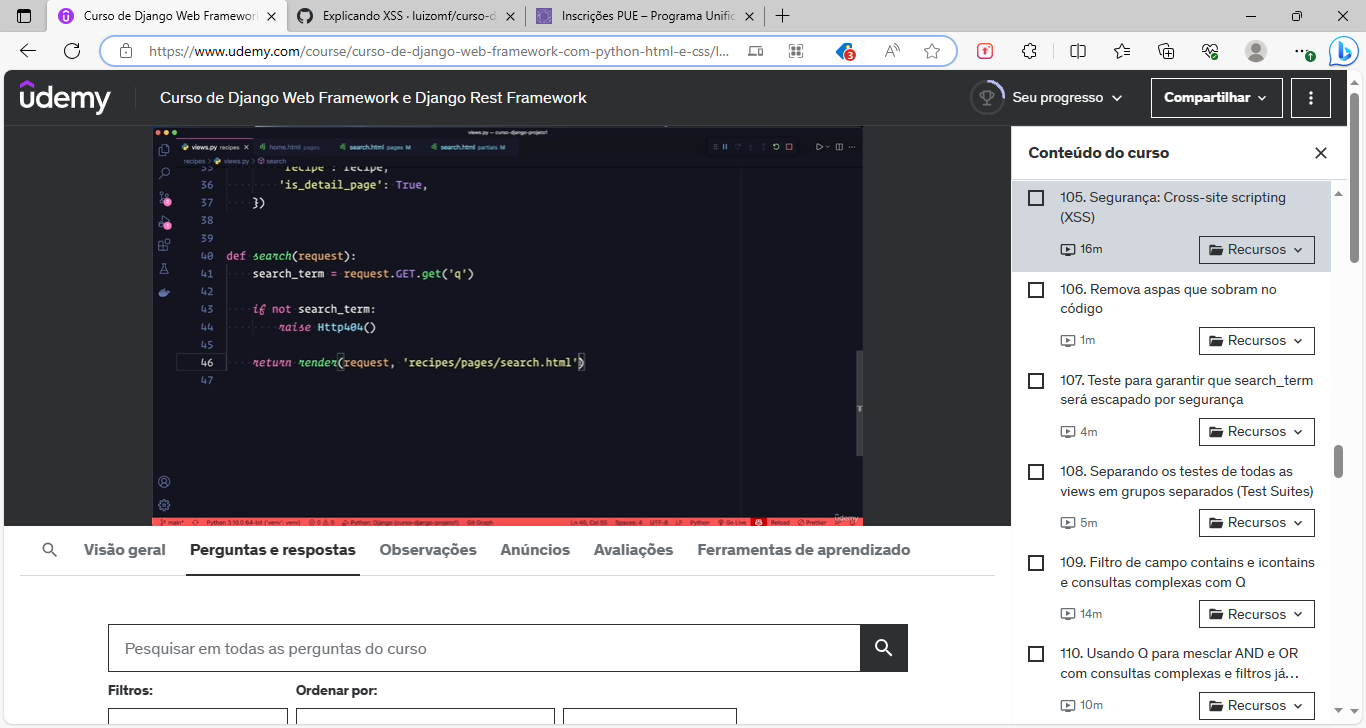 Curso de Django Web Framework
Explicando XSS · luizomf/curso-d
Inscrições PUE – Programa Unific
https://www.udemy.com/course/curso-de-django-web-framework-com-python-html-e-css/l...
3
udemy
Curso de Django Web Framework e Django Rest Framework
Seu progresso
Compartilhar
views.py — curso-django-projeto1
views.py recipes
home.html pages
search.html pages M
search.html partials M
recipes > views.py > search
35 'recipe': recipe,
36 'is_detail_page': True,
37 })
38
39
40 def search(request):
41 search_term = request.GET.get('q')
42
43 if not search_term:
44 raise Http404()
45
46 return render(request, 'recipes/pages/search.html')
47
main* Python 3.10.0 64-bit ('venv': venv) 0 0 Python: Django (curso-django-projeto1) Git Graph Ln 46, Col 55 Spaces: 4 UTF-8 LF Python Go Live Reload Prettier
udemy
Visão geral
Perguntas e respostas
Observações
Anúncios
Avaliações
Ferramentas de aprendizado
Pesquisar em todas as perguntas do curso
Filtros:
Ordenar por:
Conteúdo do curso
105. Segurança: Cross-site scripting
(XSS)
16m
Recursos
106. Remova aspas que sobram no
código
1m
Recursos
107. Teste para garantir que search_term
será escapado por segurança
4m
Recursos
108. Separando os testes de todas as
views em grupos separados (Test Suites)
5m
Recursos
109. Filtro de campo contains e icontains
e consultas complexas com Q
14m
Recursos
110. Usando Q para mesclar AND e OR
com consultas complexas e filtros já...
10m
Recursos